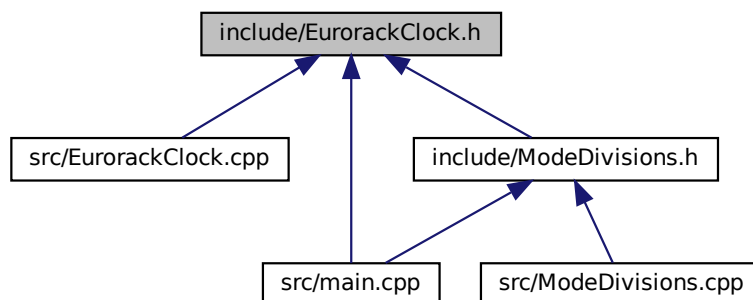 include/EurorackClock.h
src/EurorackClock.cpp
include/ModeDivisions.h
src/main.cpp
src/ModeDivisions.cpp